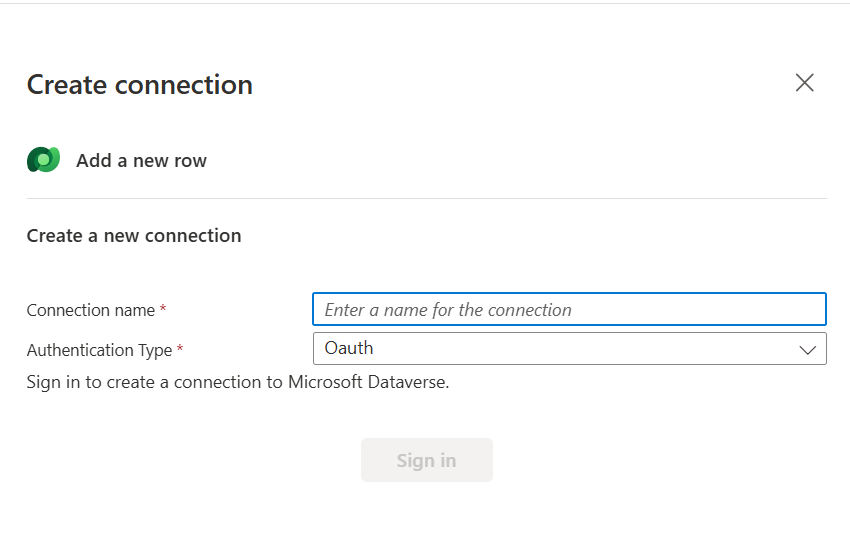 Create connection
Add a new row
Create a new connection
Connection name *
Enter a name for the connection
Authentication Type *
Oauth
Sign in to create a connection to Microsoft Dataverse.
Sign in